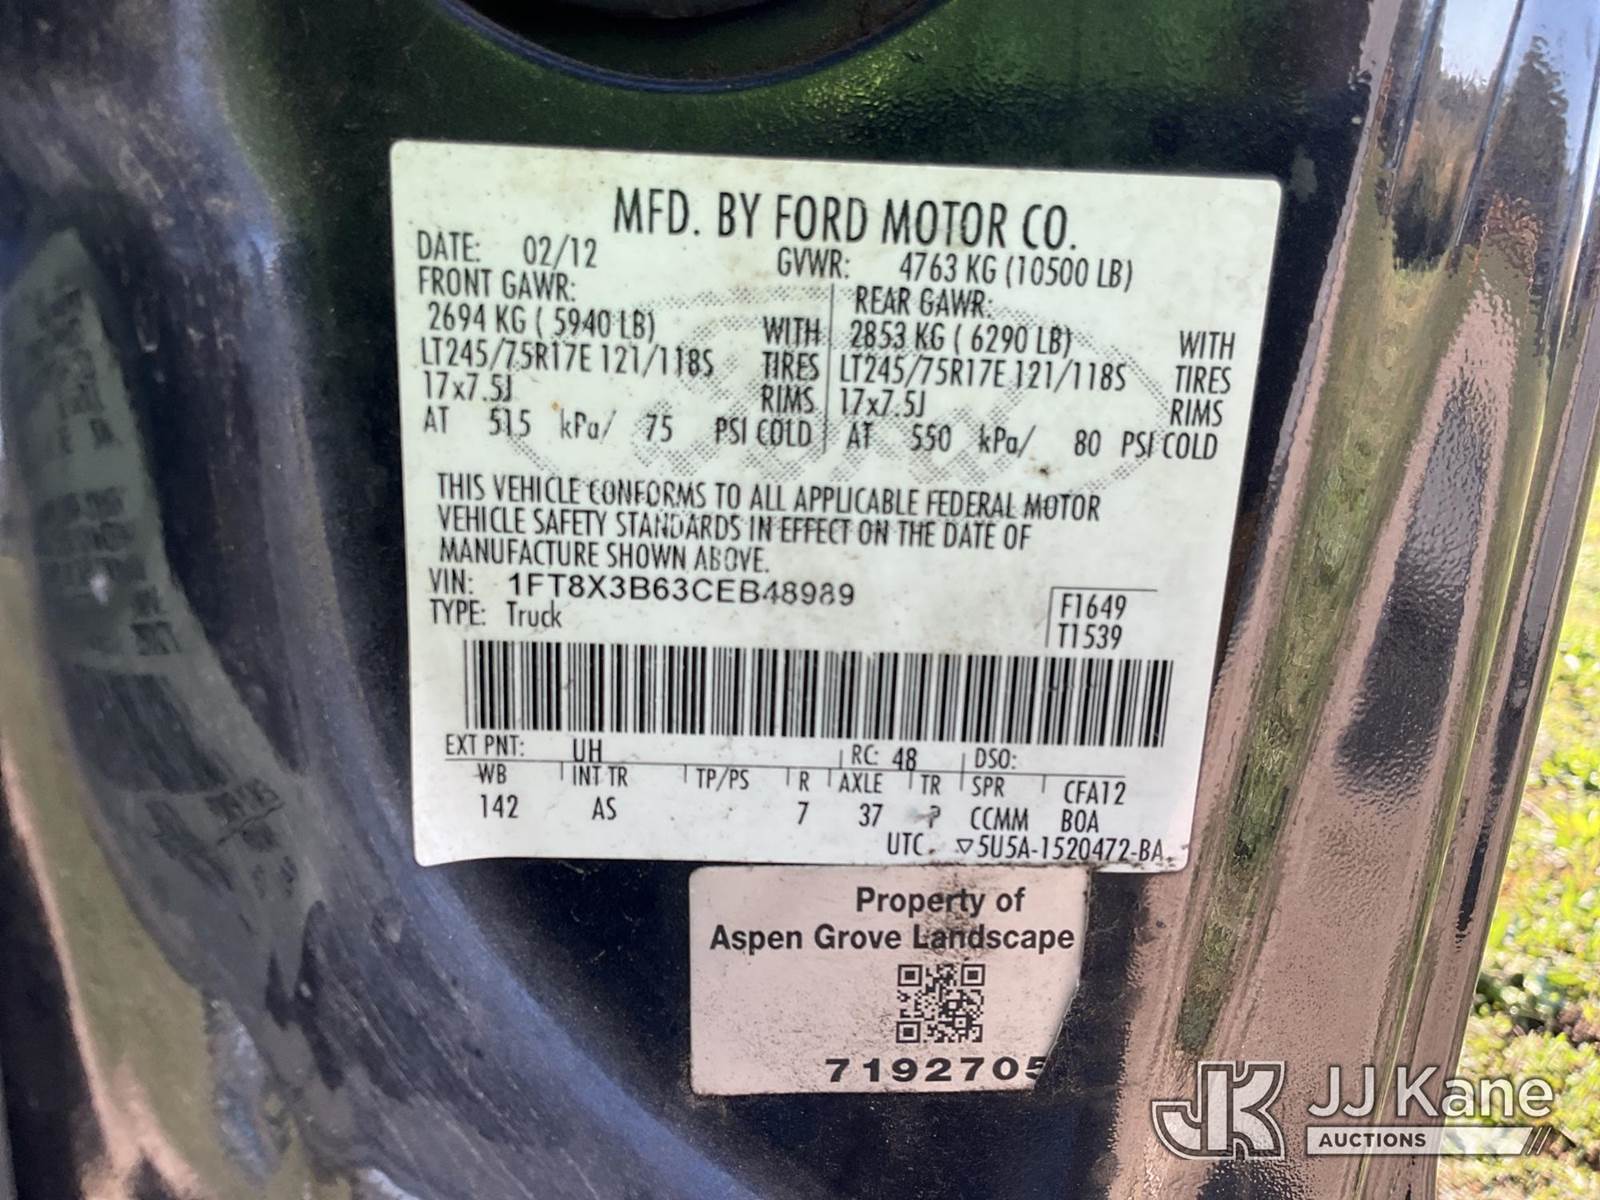 MFD. BY FORD MOTOR CO.
DATE: 02/12 GVWR: 4763 KG (10500 LB)
FRONT GAWR: REAR GAWR:
2694 KG ( 5940 LB) WITH 2853 KG ( 6290 LB) WITH
LT245/75R17E 121/118S TIRES LT245/75R17E 121/118S TIRES
17x7.5J RIMS 17x7.5J RIMS
AT 515 kPa/ 75 PSI COLD AT 550 kPa/ 80 PSI COLD
THIS VEHICLE CONFORMS TO ALL APPLICABLE FEDERAL MOTOR
VEHICLE SAFETY STANDARDS IN EFFECT ON THE DATE OF
MANUFACTURE SHOWN ABOVE.
VIN: 1FT8X3B63CEB48989
TYPE: Truck
F1649
T1539
EXT PNT: UH RC: 48 DSO:
WB INT TR TP/PS R AXLE TR SPR CFA12
142 AS 7 37 CCMM BOA
UTC ▽5U5A-1520472-BA
Property of
Aspen Grove Landscape
7192705
JK JJ Kane
AUCTIONS